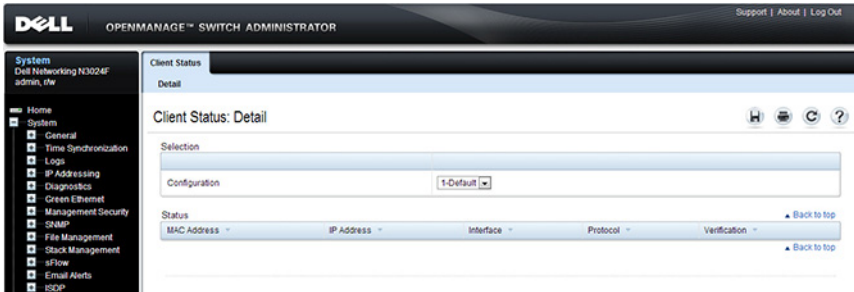 DELL OPENMANAGE™ SWITCH ADMINISTRATOR
Support | About | Log Out
System
Dell Networking N3024F
admin, r/w
Home
System
General
Time Synchronization
Logs
IP Addressing
Diagnostics
Green Ethernet
Management Security
SNMP
File Management
Stack Management
sFlow
Email Alerts
ISDP
Client Status
Detail
Client Status: Detail
Selection
Configuration 1-Default
Status
Back to top
MAC Address IP Address Interface Protocol Verification
Back to top